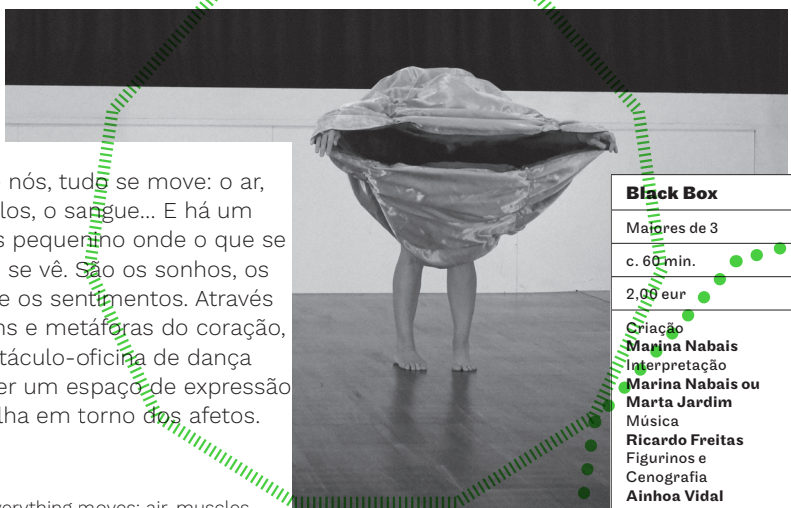 nós, tudo se move: o ar,
los, o sangue... E há um
s pequenino onde o que se
se vê. São os sonhos, os
e os sentimentos. Através
ns e metáforas do coração,
táculo-oficina de dança
er um espaço de expressão
lha em torno dos afetos.
verything moves: air, muscles
Black Box
Maiores de 3
c. 60 min.
2,00 eur
Criação
Marina Nabais
Interpretação
Marina Nabais ou
Marta Jardim
Música
Ricardo Freitas
Figurinos e
Cenografia
Ainhoa Vidal